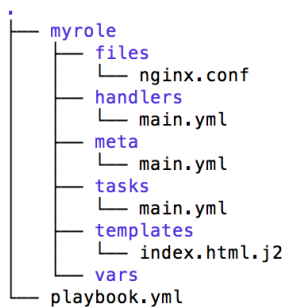 .
├── myrole
│   ├── files
│   │   └── nginx.conf
│   ├── handlers
│   │   └── main.yml
│   ├── meta
│   │   └── main.yml
│   ├── tasks
│   │   └── main.yml
│   ├── templates
│   │   └── index.html.j2
│   └── vars
└── playbook.yml